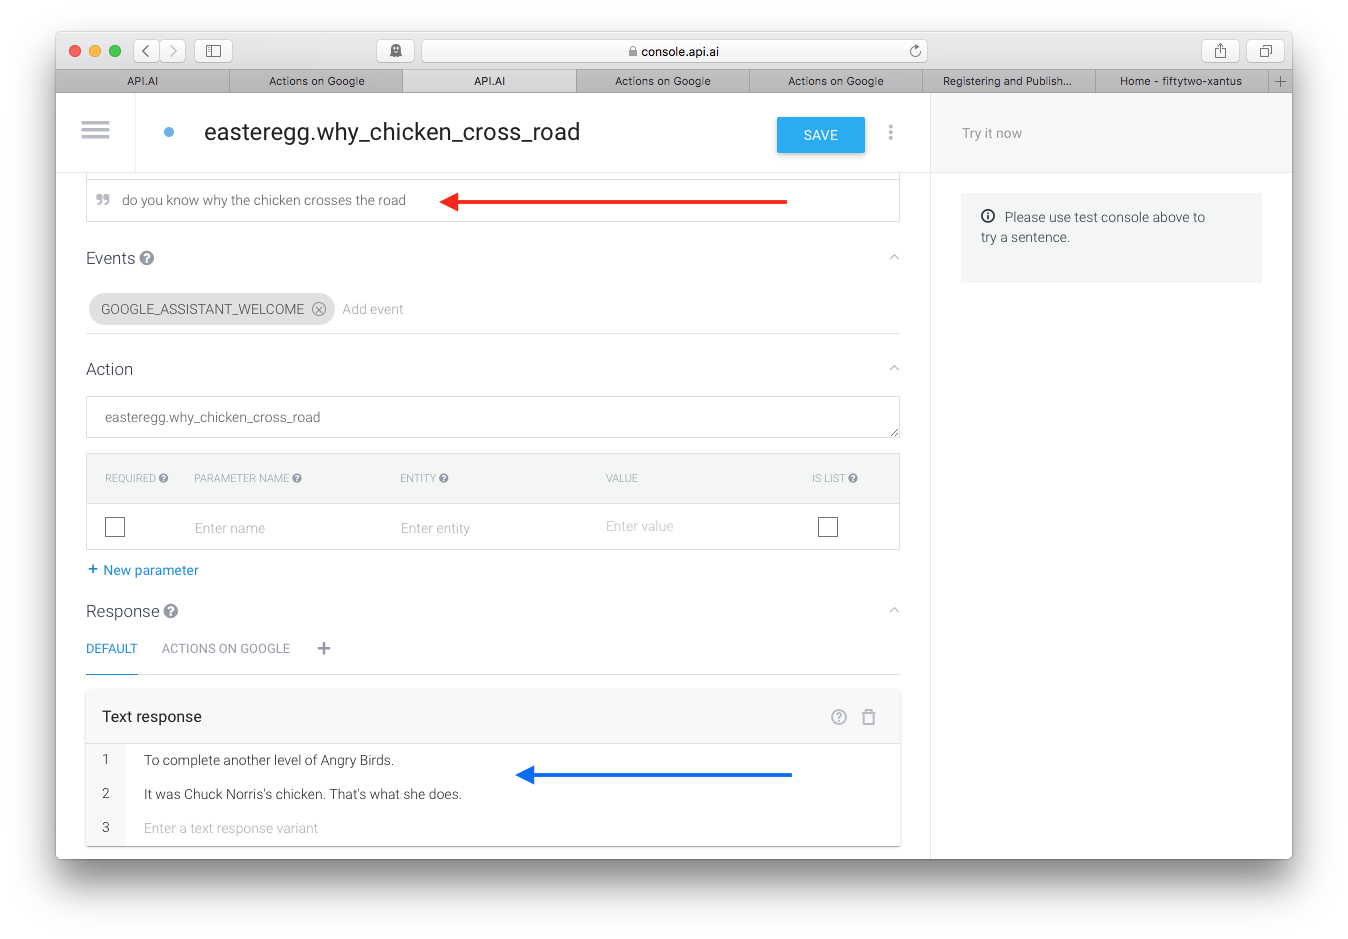 console.api.ai
API.AI
Actions on Google
API.AI
Actions on Google
Actions on Google
Registering and Publish...
Home - fiftytwo-xantus
easteregg.why_chicken_cross_road
SAVE
Try it now
do you know why the chicken crosses the road
Please use test console above to
try a sentence.
Events
GOOGLE_ASSISTANT_WELCOME
Add event
Action
easteregg.why_chicken_cross_road
REQUIRED
PARAMETER NAME
ENTITY
VALUE
IS LIST
Enter name
Enter entity
Enter value
+ New parameter
Response
DEFAULT
ACTIONS ON GOOGLE
Text response
1 To complete another level of Angry Birds.
2 It was Chuck Norris's chicken. That's what she does.
3 Enter a text response variant